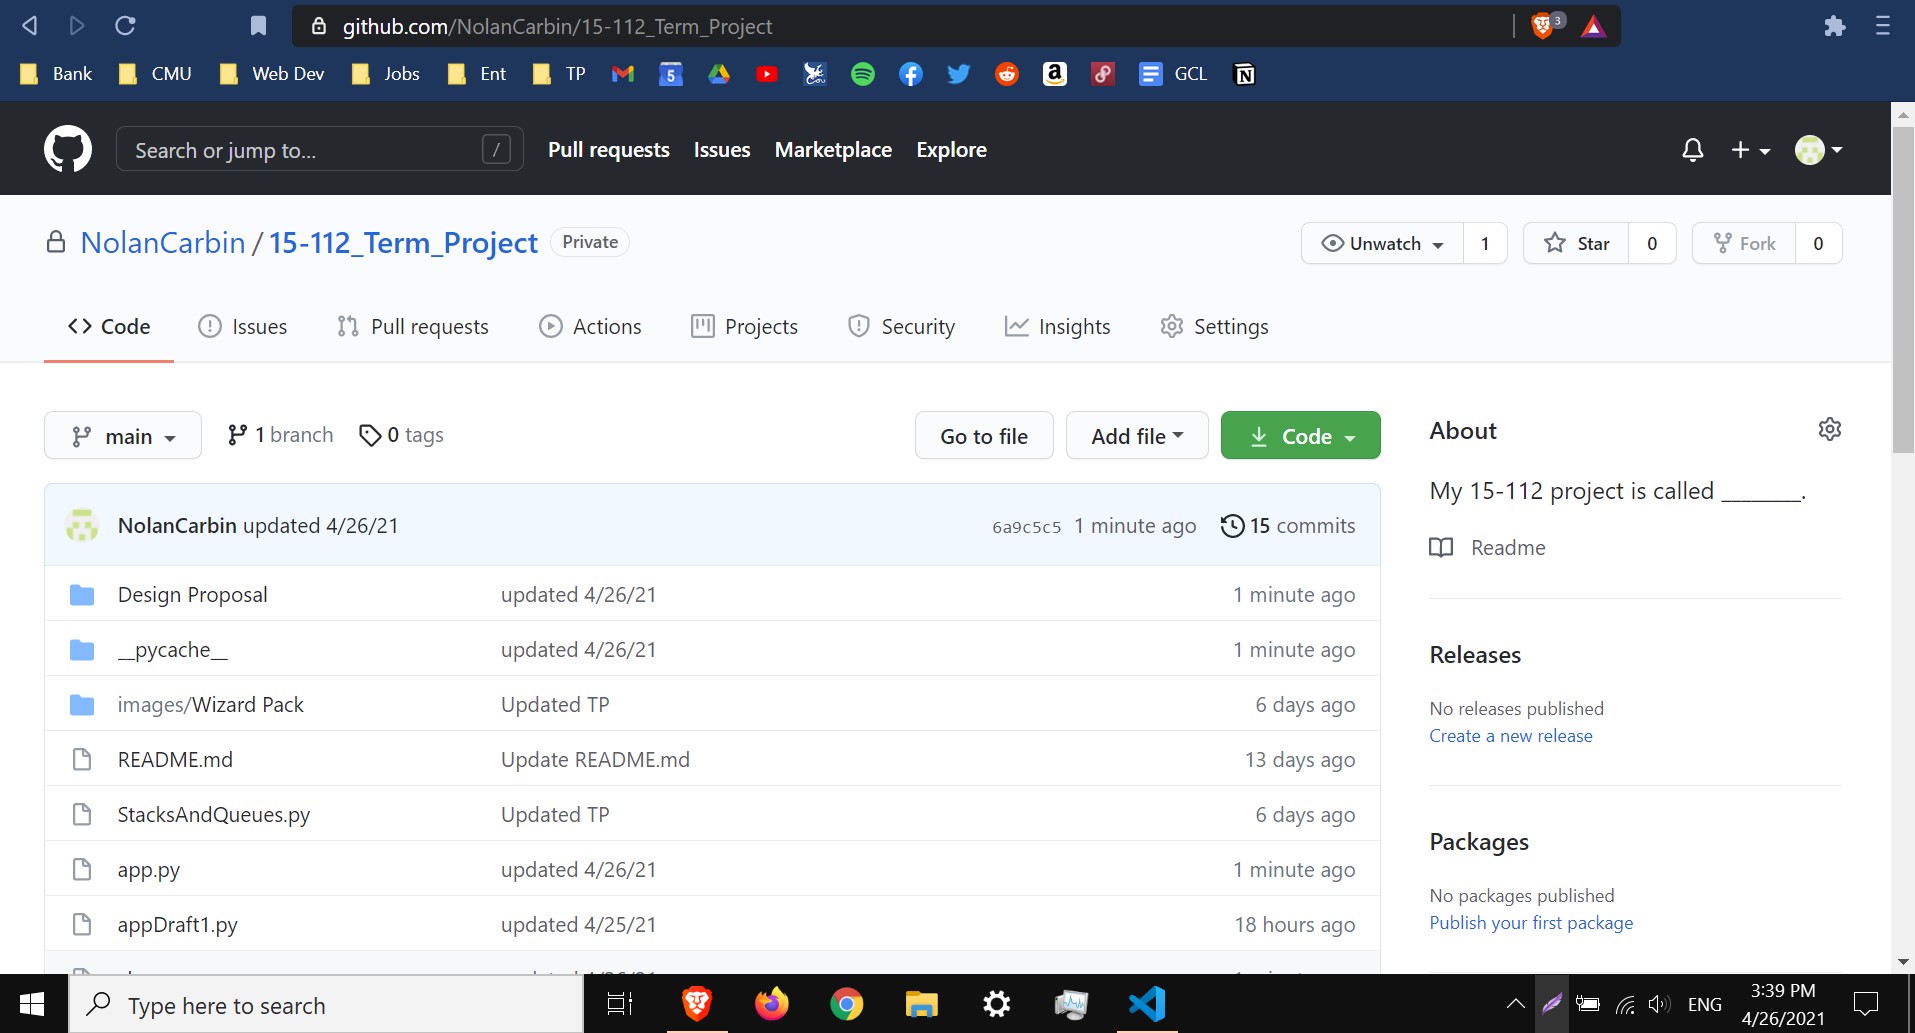 github.com/NolanCarbin/15-112_Term_Project
3
Bank CMU Web Dev Jobs Ent TP 5 GCL
Search or jump to... / Pull requests Issues Marketplace Explore
NolanCarbin / 15-112_Term_Project Private
Unwatch 1 Star 0 Fork 0
Code Issues Pull requests Actions Projects Security Insights Settings
main 1 branch 0 tags Go to file Add file Code
NolanCarbin updated 4/26/21 6a9c5c5 1 minute ago 15 commits
Design Proposal updated 4/26/21 1 minute ago
__pycache__ updated 4/26/21 1 minute ago
images/Wizard Pack Updated TP 6 days ago
README.md Update README.md 13 days ago
StacksAndQueues.py Updated TP 6 days ago
app.py updated 4/26/21 1 minute ago
appDraft1.py updated 4/25/21 18 hours ago
About
My 15-112 project is called ________.
Readme
Releases
No releases published
Create a new release
Packages
No packages published
Publish your first package
Type here to search
ENG
3:39 PM
4/26/2021